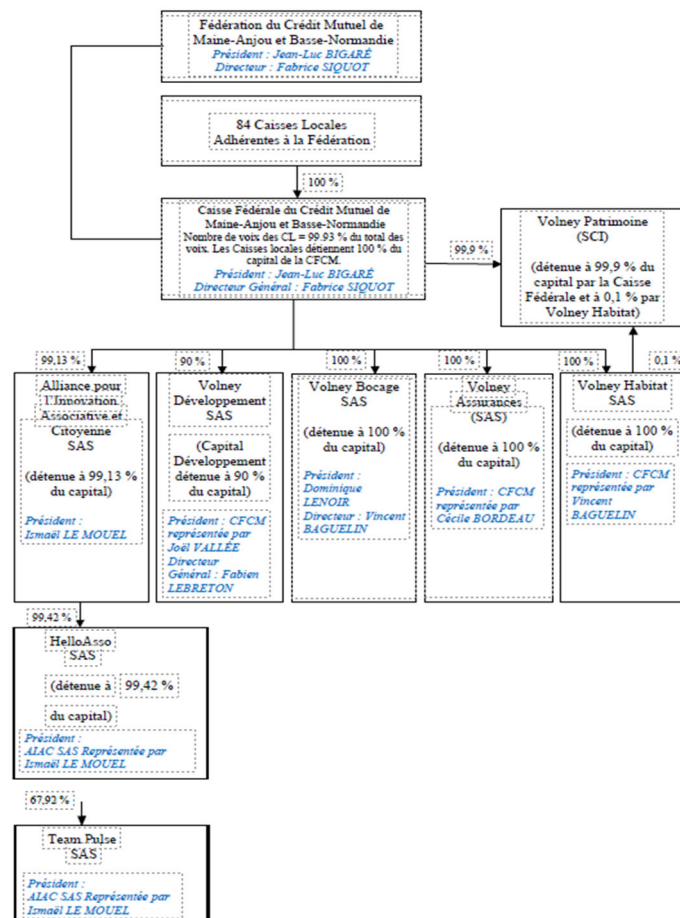 Fédération du Crédit Mutuel de
Maine-Anjou et Basse-Normandie
Président : Jean-Luc BIGARÉ
Directeur : Fabrice SIQUOT
84 Caisses Locales
Adhérentes à la Fédération
100 %
Caisse Fédérale du Crédit Mutuel de
Maine-Anjou et Basse-Normandie
Nombre de voix des CL = 99.93 % du total des
voix. Les Caisses locales détiennent 100 % du
capital de la CFCM.
Président : Jean-Luc BIGARÉ
Directeur Général : Fabrice SIQUOT
99,9 %
Volney Patrimoine
(SCI)
(détenue à 99,9 % du
capital par la Caisse
Fédérale et à 0,1 % par
Volney Habitat)
99,13 %
90 %
100 %
100 %
100 %
0,1 %
Alliance pour
l'Innovation
Associative et
Citoyenne
SAS
(détenue à 99,13 %
du capital)
Président :
Ismaël LE MOUEL
Volney
Développement
SAS
(Capital
Développement
détenue à 90 % du
capital)
Président : CFCM
représentée par
Joël VALLÉE
Directeur
Général : Fabien
LEBRETON
Volney Bocage
SAS
(détenue à 100 %
du capital)
Président :
Dominique
LENOIR
Directeur : Vincent
BAGUELIN
Volney
Assurances
(SAS)
(détenue à 100%
du capital)
Président : CFCM
représentée par
Cécile BORDEAU
Volney Habitat
SAS
(détenue à 100 %
du capital)
Président : CFCM
représentée par
Vincent
BAGUELIN
99,42 %
HelloAsso
SAS
(détenue à 99,42 %
du capital)
Président :
AIAC SAS Représentée par
Ismaël LE MOUEL
67,92 %
Team Pulse
SAS
Président :
AIAC SAS Représentée par
Ismaël LE MOUEL